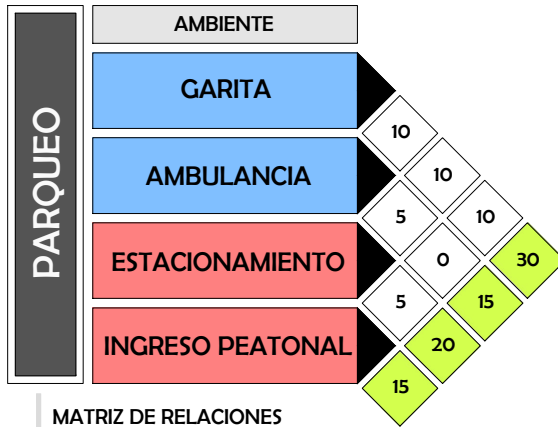 PARQUEO
AMBIENTE
GARITA
AMBULANCIA
ESTACIONAMIENTO
INGRESO PEATONAL
10
10
5
10
0
30
5
15
20
15
MATRIZ DE RELACIONES